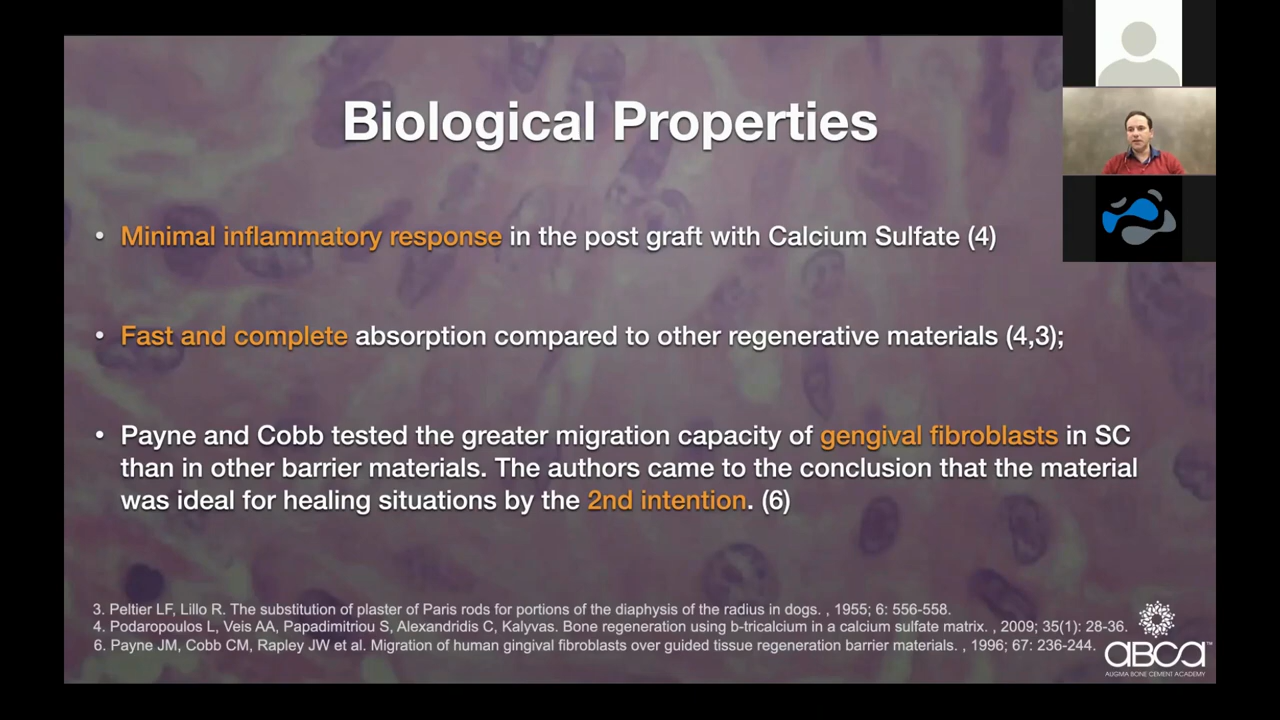 Biological Properties
• Minimal inflammatory response in the post graft with Calcium Sulfate (4)
• Fast and complete absorption compared to other regenerative materials (4,3);
• Payne and Cobb tested the greater migration capacity of gengival fibroblasts in SC
than in other barrier materials. The authors came to the conclusion that the material
was ideal for healing situations by the 2nd intention. (6)
3. Peltier LF, Lillo R. The substitution of plaster of Paris rods for portions of the diaphysis of the radius in dogs. , 1955; 6: 556-558.
4. Podaropoulos L, Veis AA, Papadimitriou S, Alexandridis C, Kalyvas. Bone regeneration using b-tricalcium in a calcium sulfate matrix. , 2009; 35(1): 28-36.
6. Payne JM, Cobb CM, Rapley JW et al. Migration of human gingival fibroblasts over guided tissue regeneration barrier materials. , 1996; 67: 236-244.
ABCA™
AUGMA BONE CEMENT ACADEMY